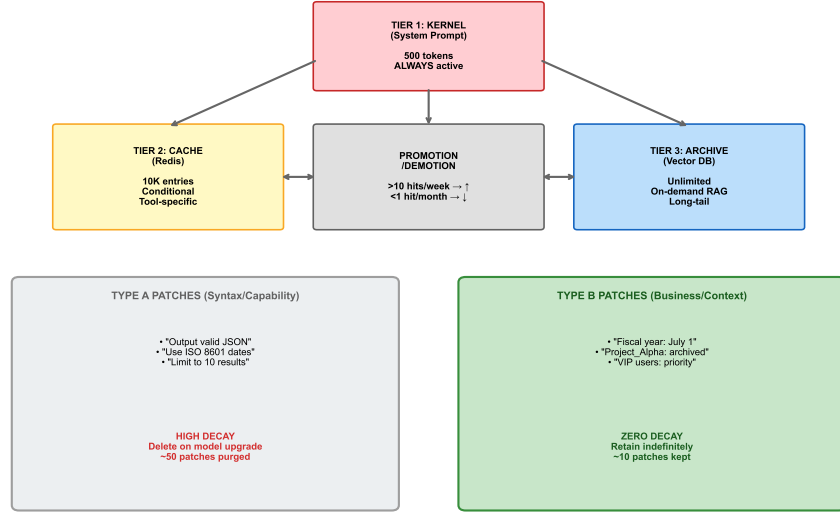 TIER 1: KERNEL
(System Prompt)
500 tokens
ALWAYS active
TIER 2: CACHE
(Redis)
10K entries
Conditional
Tool-specific
PROMOTION
/DEMOTION
>10 hits/week → ↑
<1 hit/month → ↓
TIER 3: ARCHIVE
(Vector DB)
Unlimited
On-demand RAG
Long-tail
TYPE A PATCHES (Syntax/Capability)
• "Output valid JSON"
• "Use ISO 8601 dates"
• "Limit to 10 results"
HIGH DECAY
Delete on model upgrade
~50 patches purged
TYPE B PATCHES (Business/Context)
• "Fiscal year: July 1"
• "Project_Alpha: archived"
• "VIP users: priority"
ZERO DECAY
Retain indefinitely
~10 patches kept